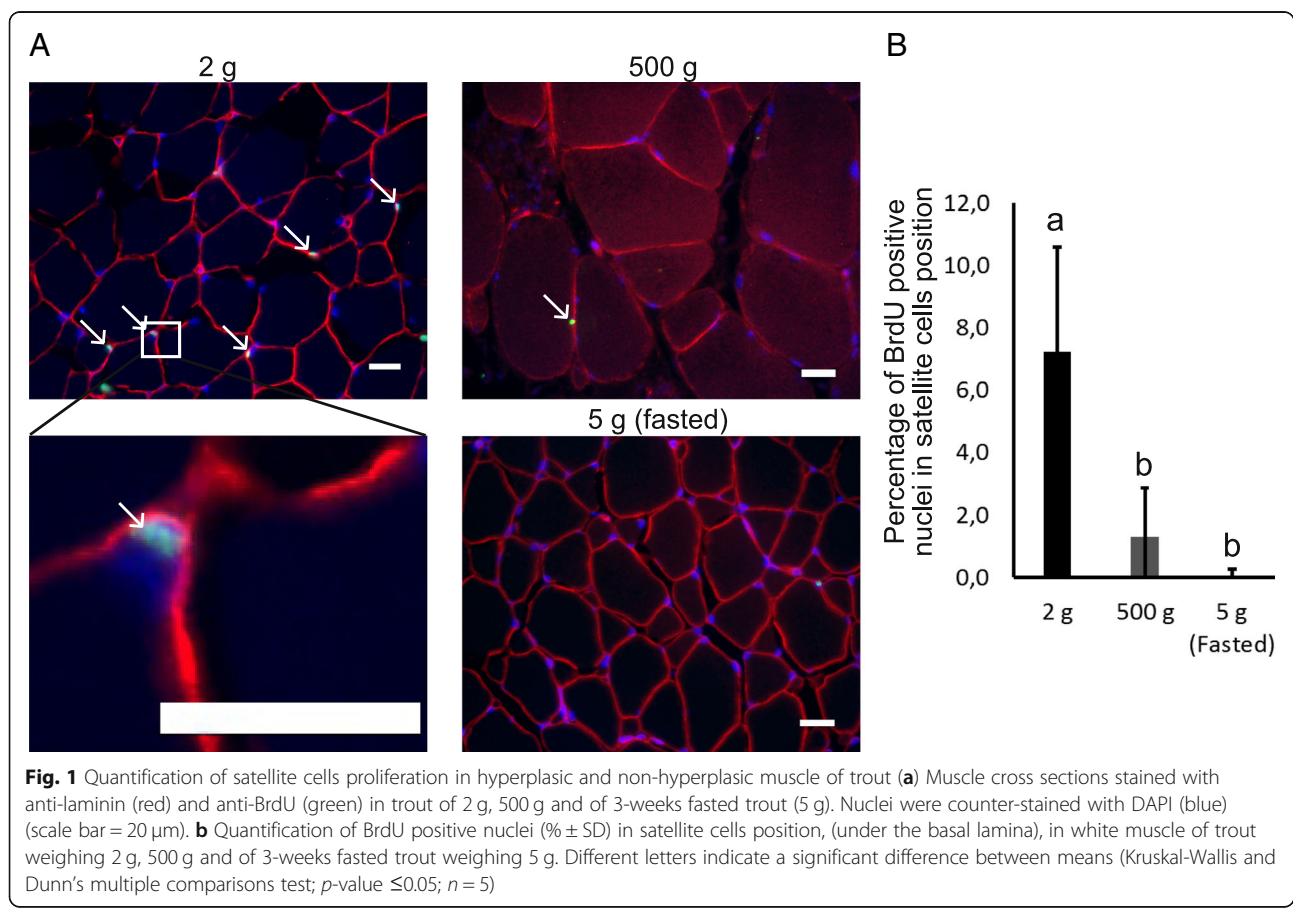 A
2 g
500 g
5 g (fasted)
B
Percentage of BrdU positive
nuclei in satellite cells position
12,0
10,0
8,0
6,0
4,0
2,0
0,0
a
b
b
2 g
500 g
5 g
(Fasted)
Fig. 1 Quantification of satellite cells proliferation in hyperplasic and non-hyperplasic muscle of trout (a) Muscle cross sections stained with
anti-laminin (red) and anti-BrdU (green) in trout of 2 g, 500 g and of 3-weeks fasted trout (5 g). Nuclei were counter-stained with DAPI (blue)
(scale bar = 20 μm). b Quantification of BrdU positive nuclei (% ± SD) in satellite cells position, (under the basal lamina), in white muscle of trout
weighing 2 g, 500 g and of 3-weeks fasted trout weighing 5 g. Different letters indicate a significant difference between means (Kruskal-Wallis and
Dunn's multiple comparisons test; p-value ≤0.05; n = 5)